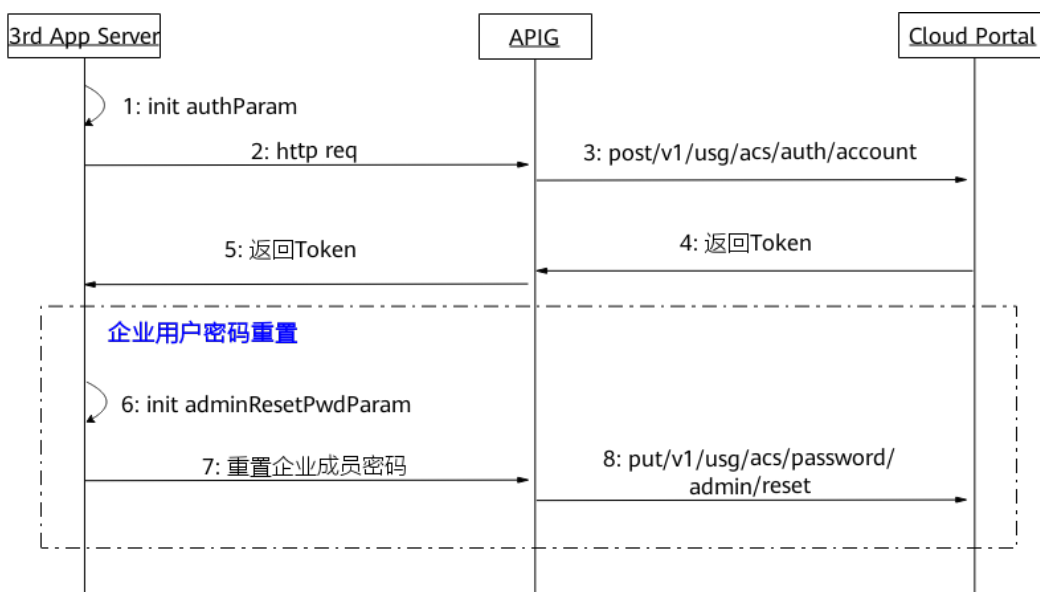 3rd App Server
APIG
Cloud Portal
1: init authParam
2: http req
3: post/v1/usg/acs/auth/account
4: 返回Token
5: 返回Token
企业用户密码重置
6: init adminResetPwdParam
7: 重置企业成员密码
8: put/v1/usg/acs/password/
admin/reset